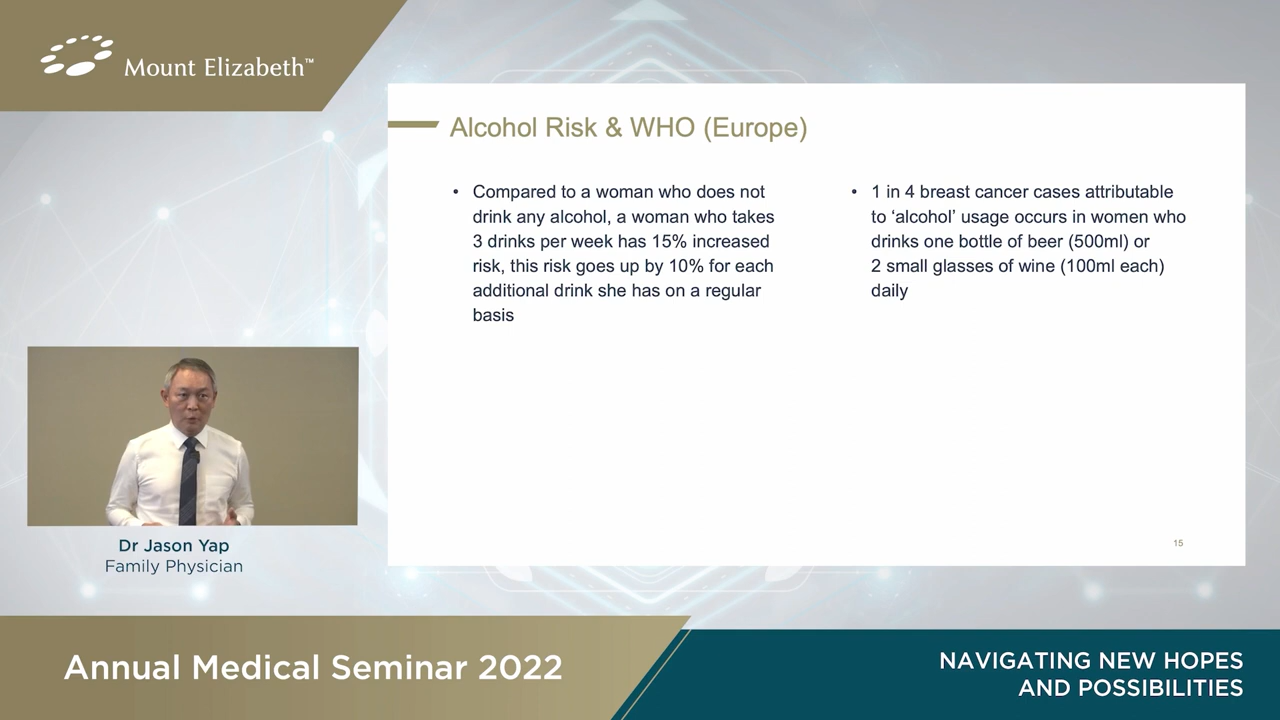 Mount Elizabeth™
Alcohol Risk & WHO (Europe)
• Compared to a woman who does not
drink any alcohol, a woman who takes
3 drinks per week has 15% increased
risk, this risk goes up by 10% for each
additional drink she has on a regular
basis
• 1 in 4 breast cancer cases attributable
to ‘alcohol’ usage occurs in women who
drinks one bottle of beer (500ml) or
2 small glasses of wine (100ml each)
daily
15
Dr Jason Yap
Family Physician
Annual Medical Seminar 2022
NAVIGATING NEW HOPES
AND POSSIBILITIES